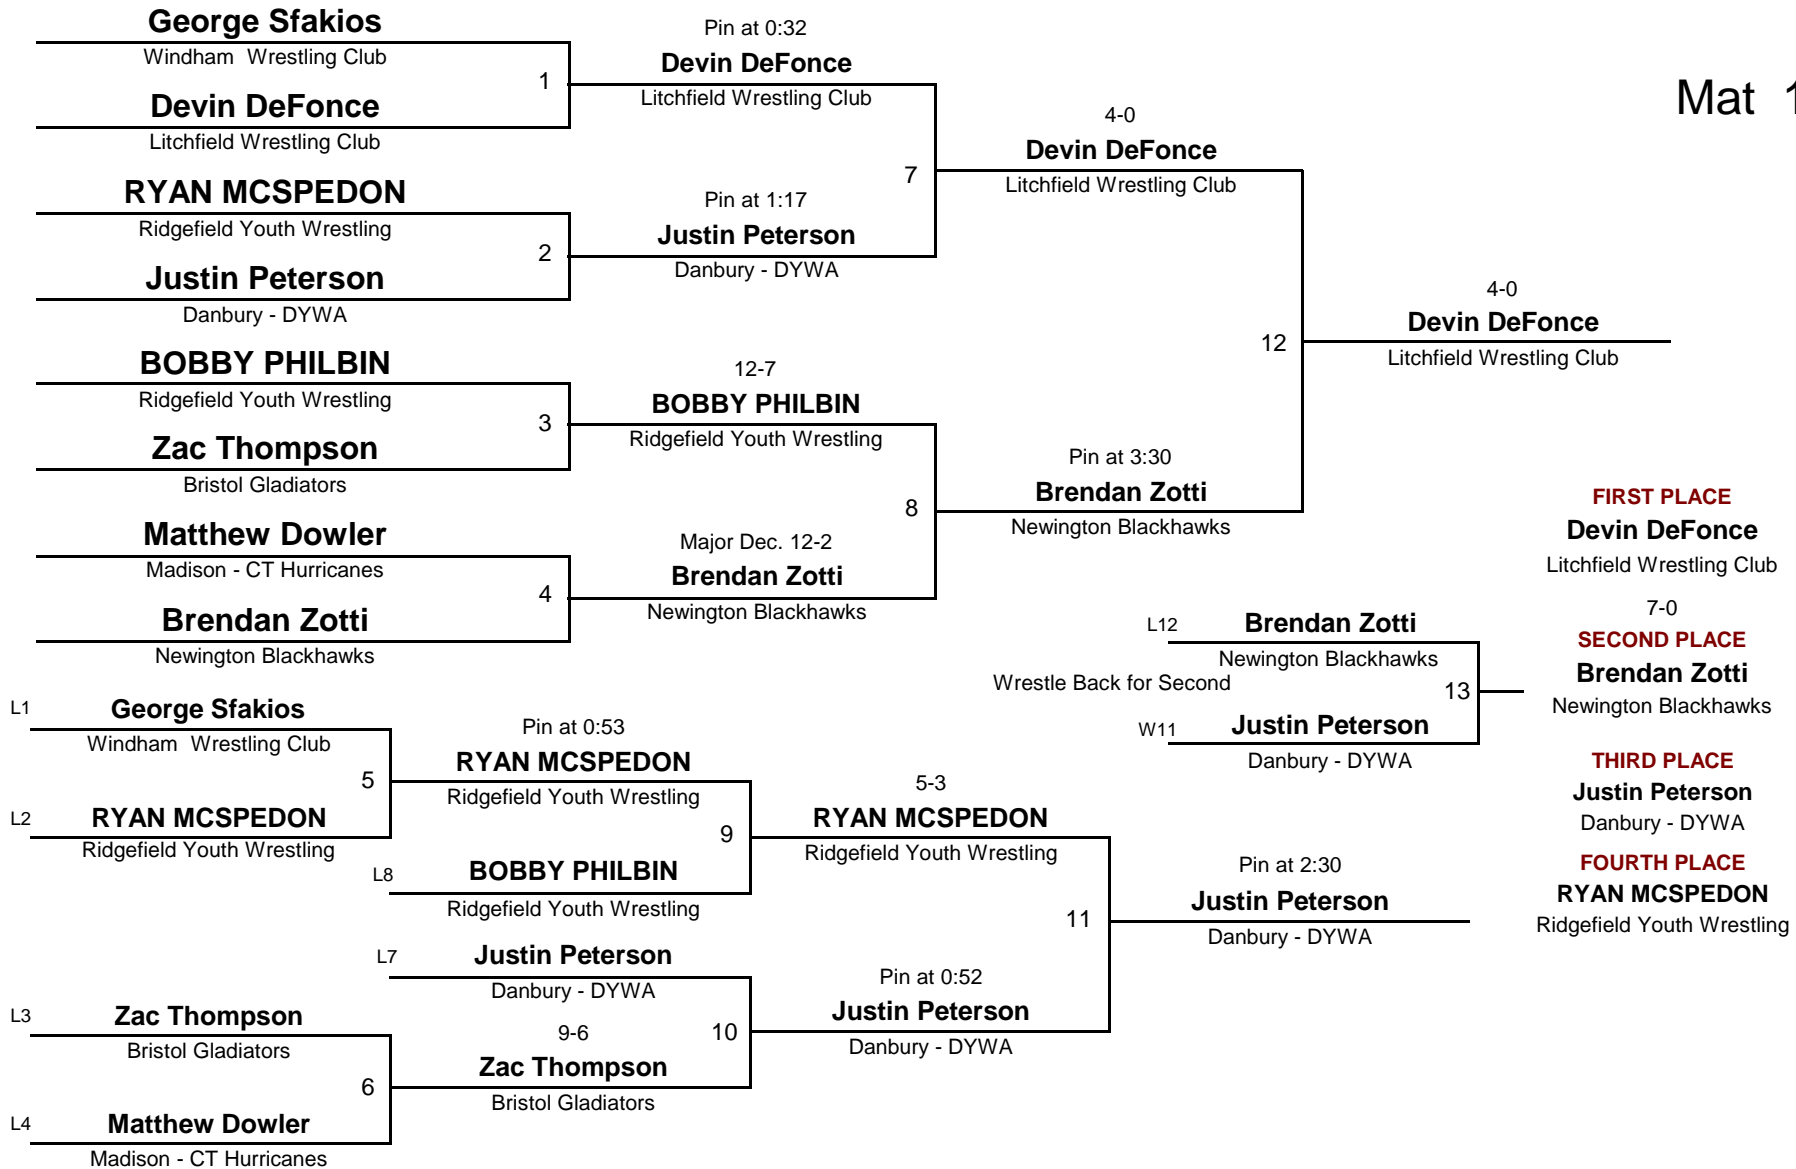 George Sfakios
Windham  Wrestling Club
1
Devin DeFonce
Litchfield Wrestling Club
RYAN MCSPEDON
Ridgefield Youth Wrestling
2
Justin Peterson
Danbury - DYWA
BOBBY PHILBIN
Ridgefield Youth Wrestling
3
Zac Thompson
Bristol Gladiators
Matthew Dowler
Madison - CT Hurricanes
4
Brendan Zotti
Newington Blackhawks
Pin at 0:32
Devin DeFonce
Litchfield Wrestling Club
7
Pin at 1:17
Justin Peterson
Danbury - DYWA
12-7
BOBBY PHILBIN
Ridgefield Youth Wrestling
8
Major Dec. 12-2
Brendan Zotti
Newington Blackhawks
4-0
Devin DeFonce
Litchfield Wrestling Club
12
Pin at 3:30
Brendan Zotti
Newington Blackhawks
Mat  1
4-0
Devin DeFonce
Litchfield Wrestling Club
L1
George Sfakios
Windham  Wrestling Club
5
L2
RYAN MCSPEDON
Ridgefield Youth Wrestling
Pin at 0:53
RYAN MCSPEDON
Ridgefield Youth Wrestling
9
L8
BOBBY PHILBIN
Ridgefield Youth Wrestling
L7
Justin Peterson
Danbury - DYWA
10
L3
Zac Thompson
Bristol Gladiators
6
L4
Matthew Dowler
Madison - CT Hurricanes
9-6
Zac Thompson
Bristol Gladiators
5-3
RYAN MCSPEDON
Ridgefield Youth Wrestling
11
Pin at 0:52
Justin Peterson
Danbury - DYWA
Pin at 2:30
Justin Peterson
Danbury - DYWA
L12
Brendan Zotti
Newington Blackhawks
Wrestle Back for Second
13
W11
Justin Peterson
Danbury - DYWA
FIRST PLACE
Devin DeFonce
Litchfield Wrestling Club
7-0
SECOND PLACE
Brendan Zotti
Newington Blackhawks
THIRD PLACE
Justin Peterson
Danbury - DYWA
FOURTH PLACE
RYAN MCSPEDON
Ridgefield Youth Wrestling